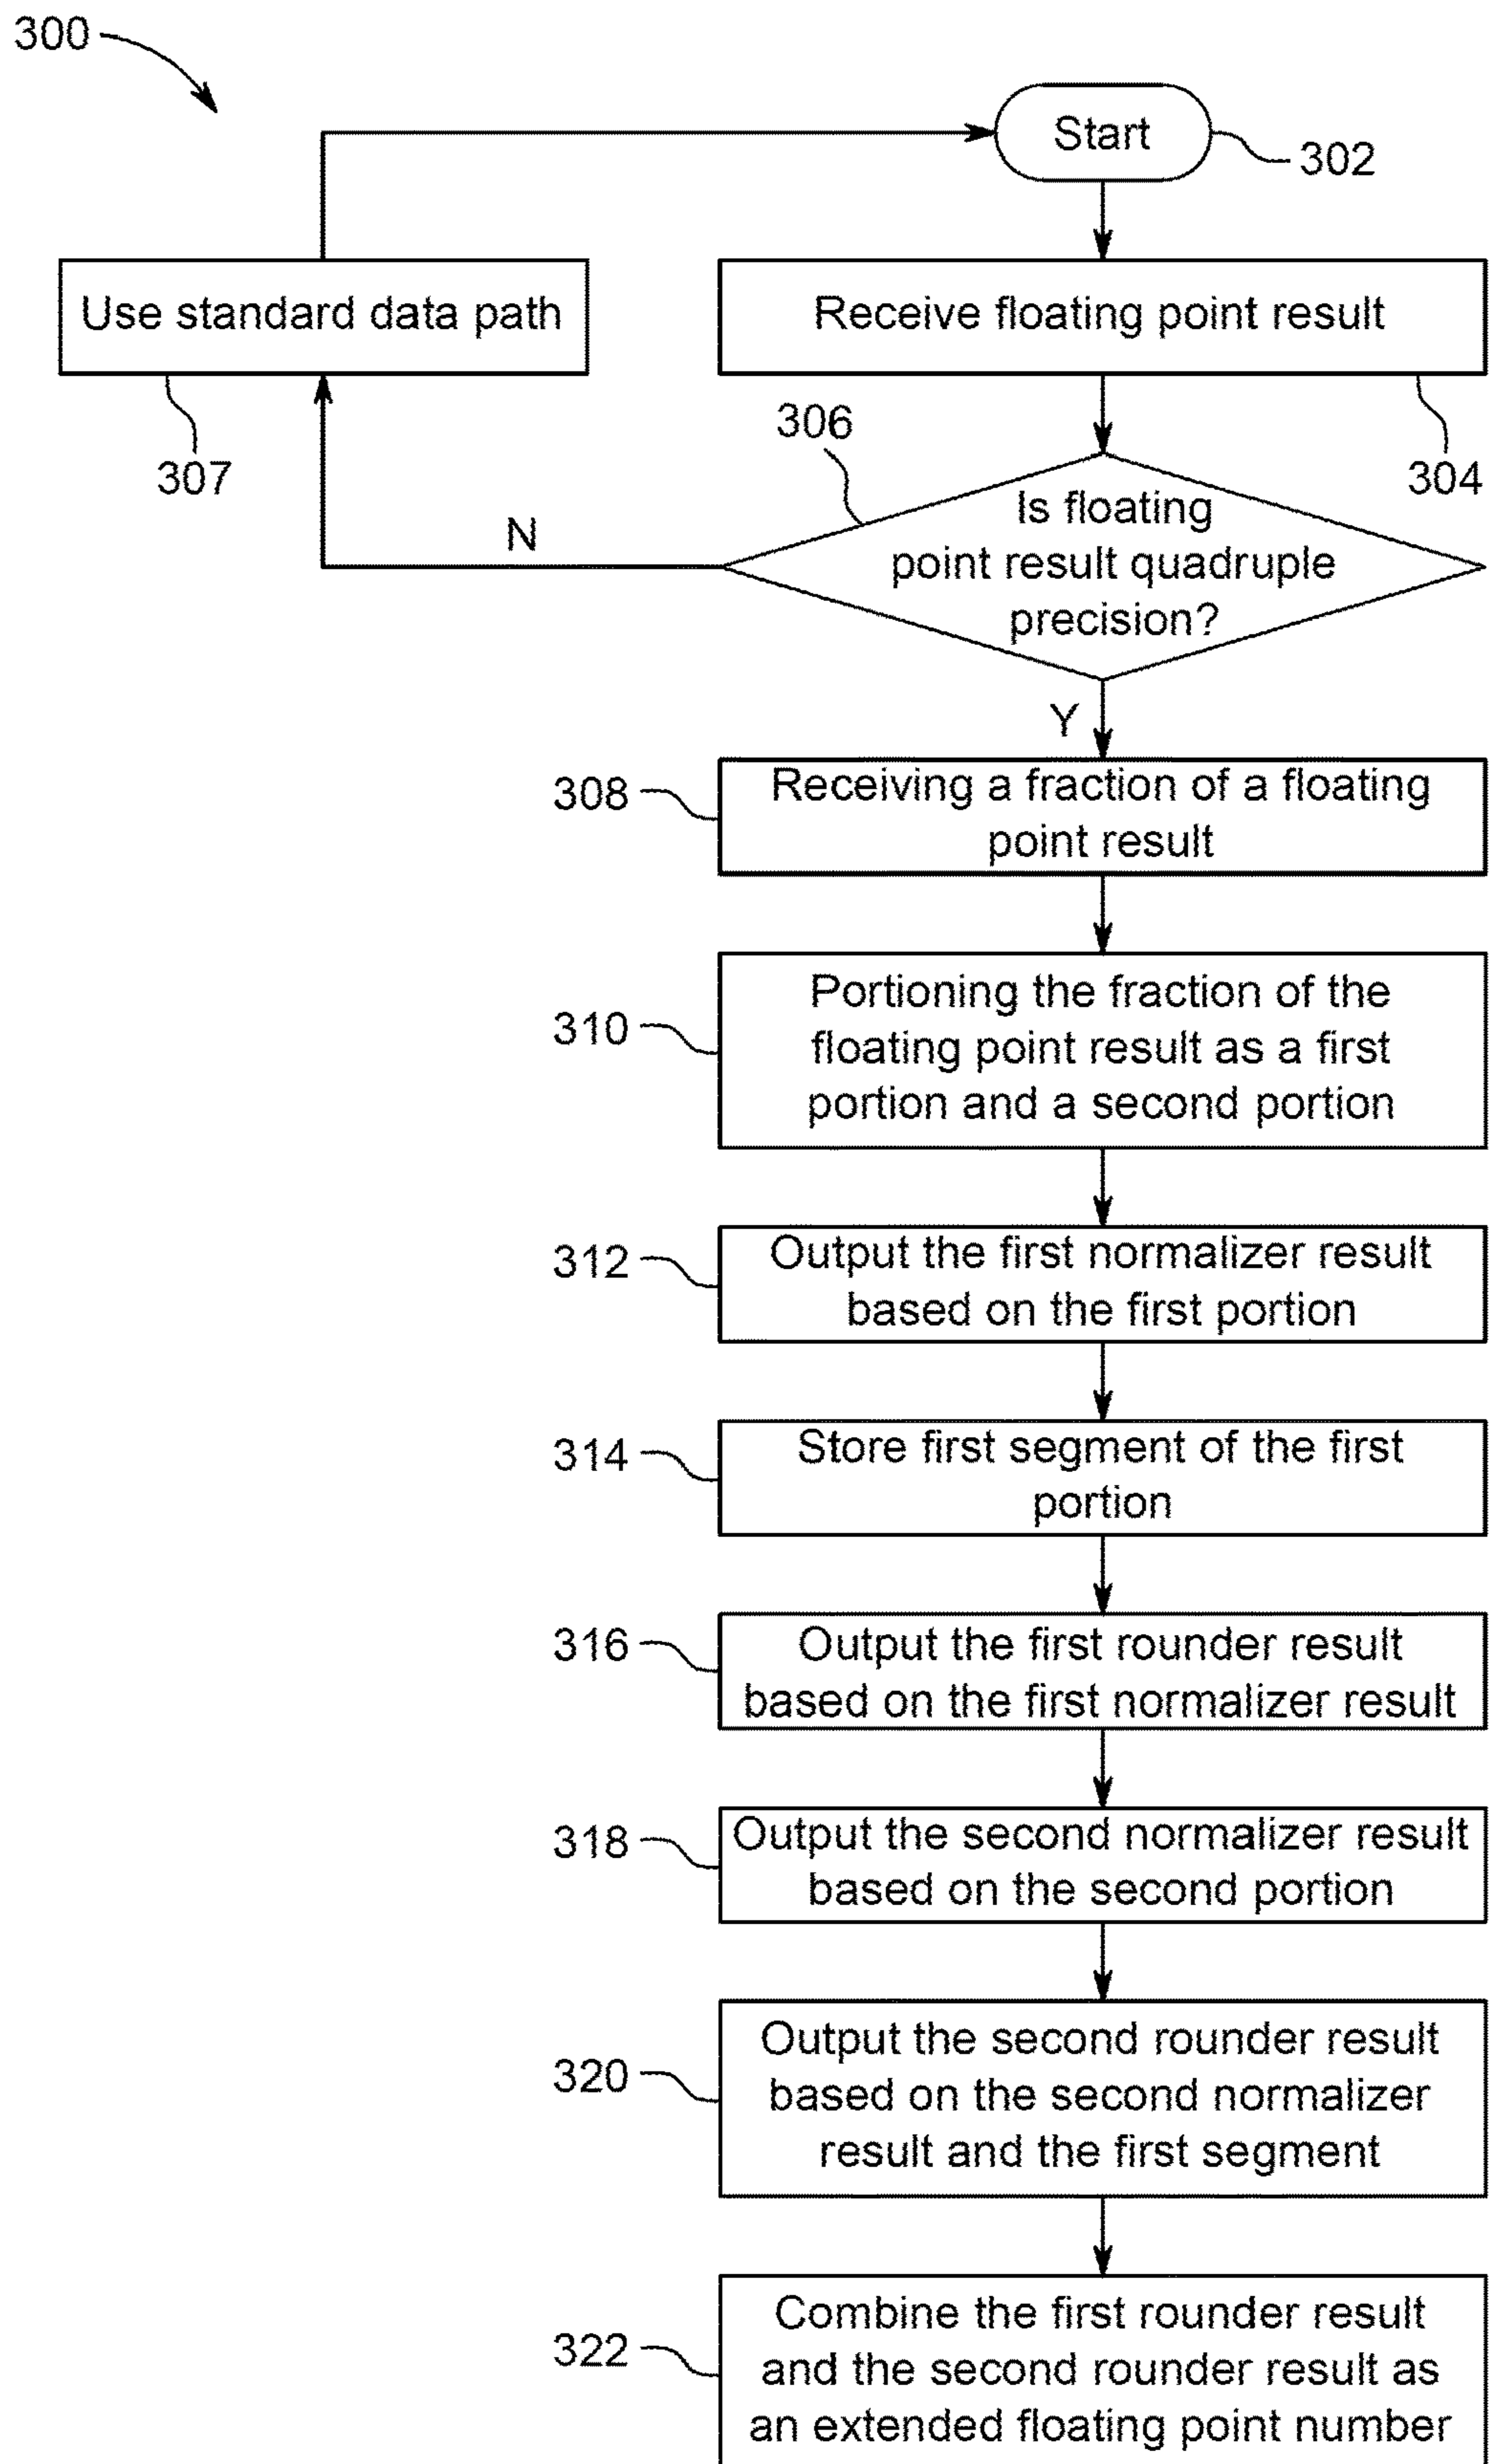 300
Start
302
Use standard data path
Receive floating point result
307
306
304
Is floating
point result quadruple
precision?
N
Y
308
Receiving a fraction of a floating
point result
310
Portioning the fraction of the
floating point result as a first
portion and a second portion
312
Output the first normalizer result
based on the first portion
314
Store first segment of the first
portion
316
Output the first rounder result
based on the first normalizer result
318
Output the second normalizer result
based on the second portion
320
Output the second rounder result
based on the second normalizer
result and the first segment
322
Combine the first rounder result
and the second rounder result as
an extended floating point number